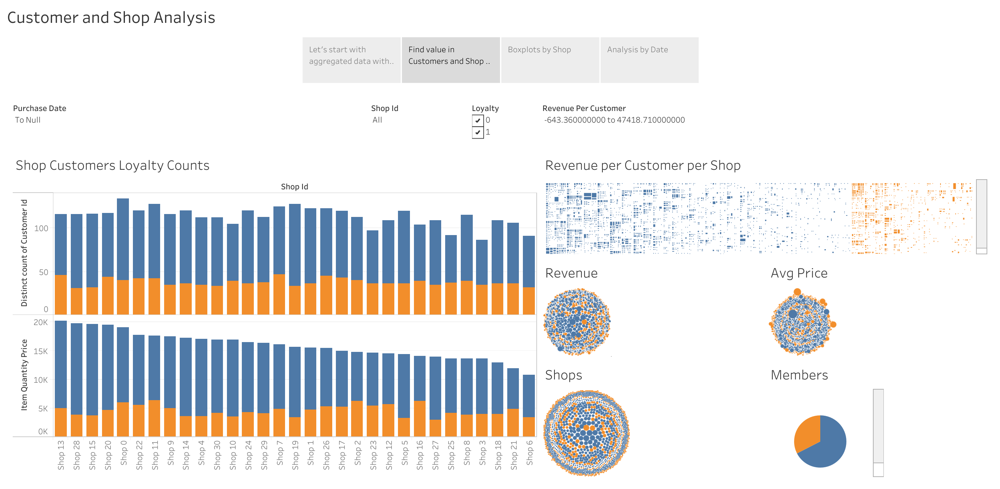 Customer and Shop Analysis
Let's start with
aggregated data with..
Find value in
Customers and Shop ..
Boxplots by Shop
Analysis by Date
Purchase Date
To Null
Shop Id
All
Loyalty
0
1
Revenue Per Customer
-643.360000000 to 47418.710000000
Shop Customers Loyalty Counts
Shop Id
Distinct count of Customer Id
100
50
0
Item Quantity Price
20K
15K
10K
5K
0K
Shop 13
Shop 28
Shop 15
Shop 20
Shop 0
Shop 22
Shop 11
Shop 9
Shop 14
Shop 4
Shop 30
Shop 10
Shop 24
Shop 29
Shop 7
Shop 19
Shop 1
Shop 26
Shop 17
Shop 2
Shop 23
Shop 12
Shop 5
Shop 16
Shop 27
Shop 25
Shop 8
Shop 3
Shop 18
Shop 21
Shop 6
Revenue per Customer per Shop
Revenue
Avg Price
Shops
Members